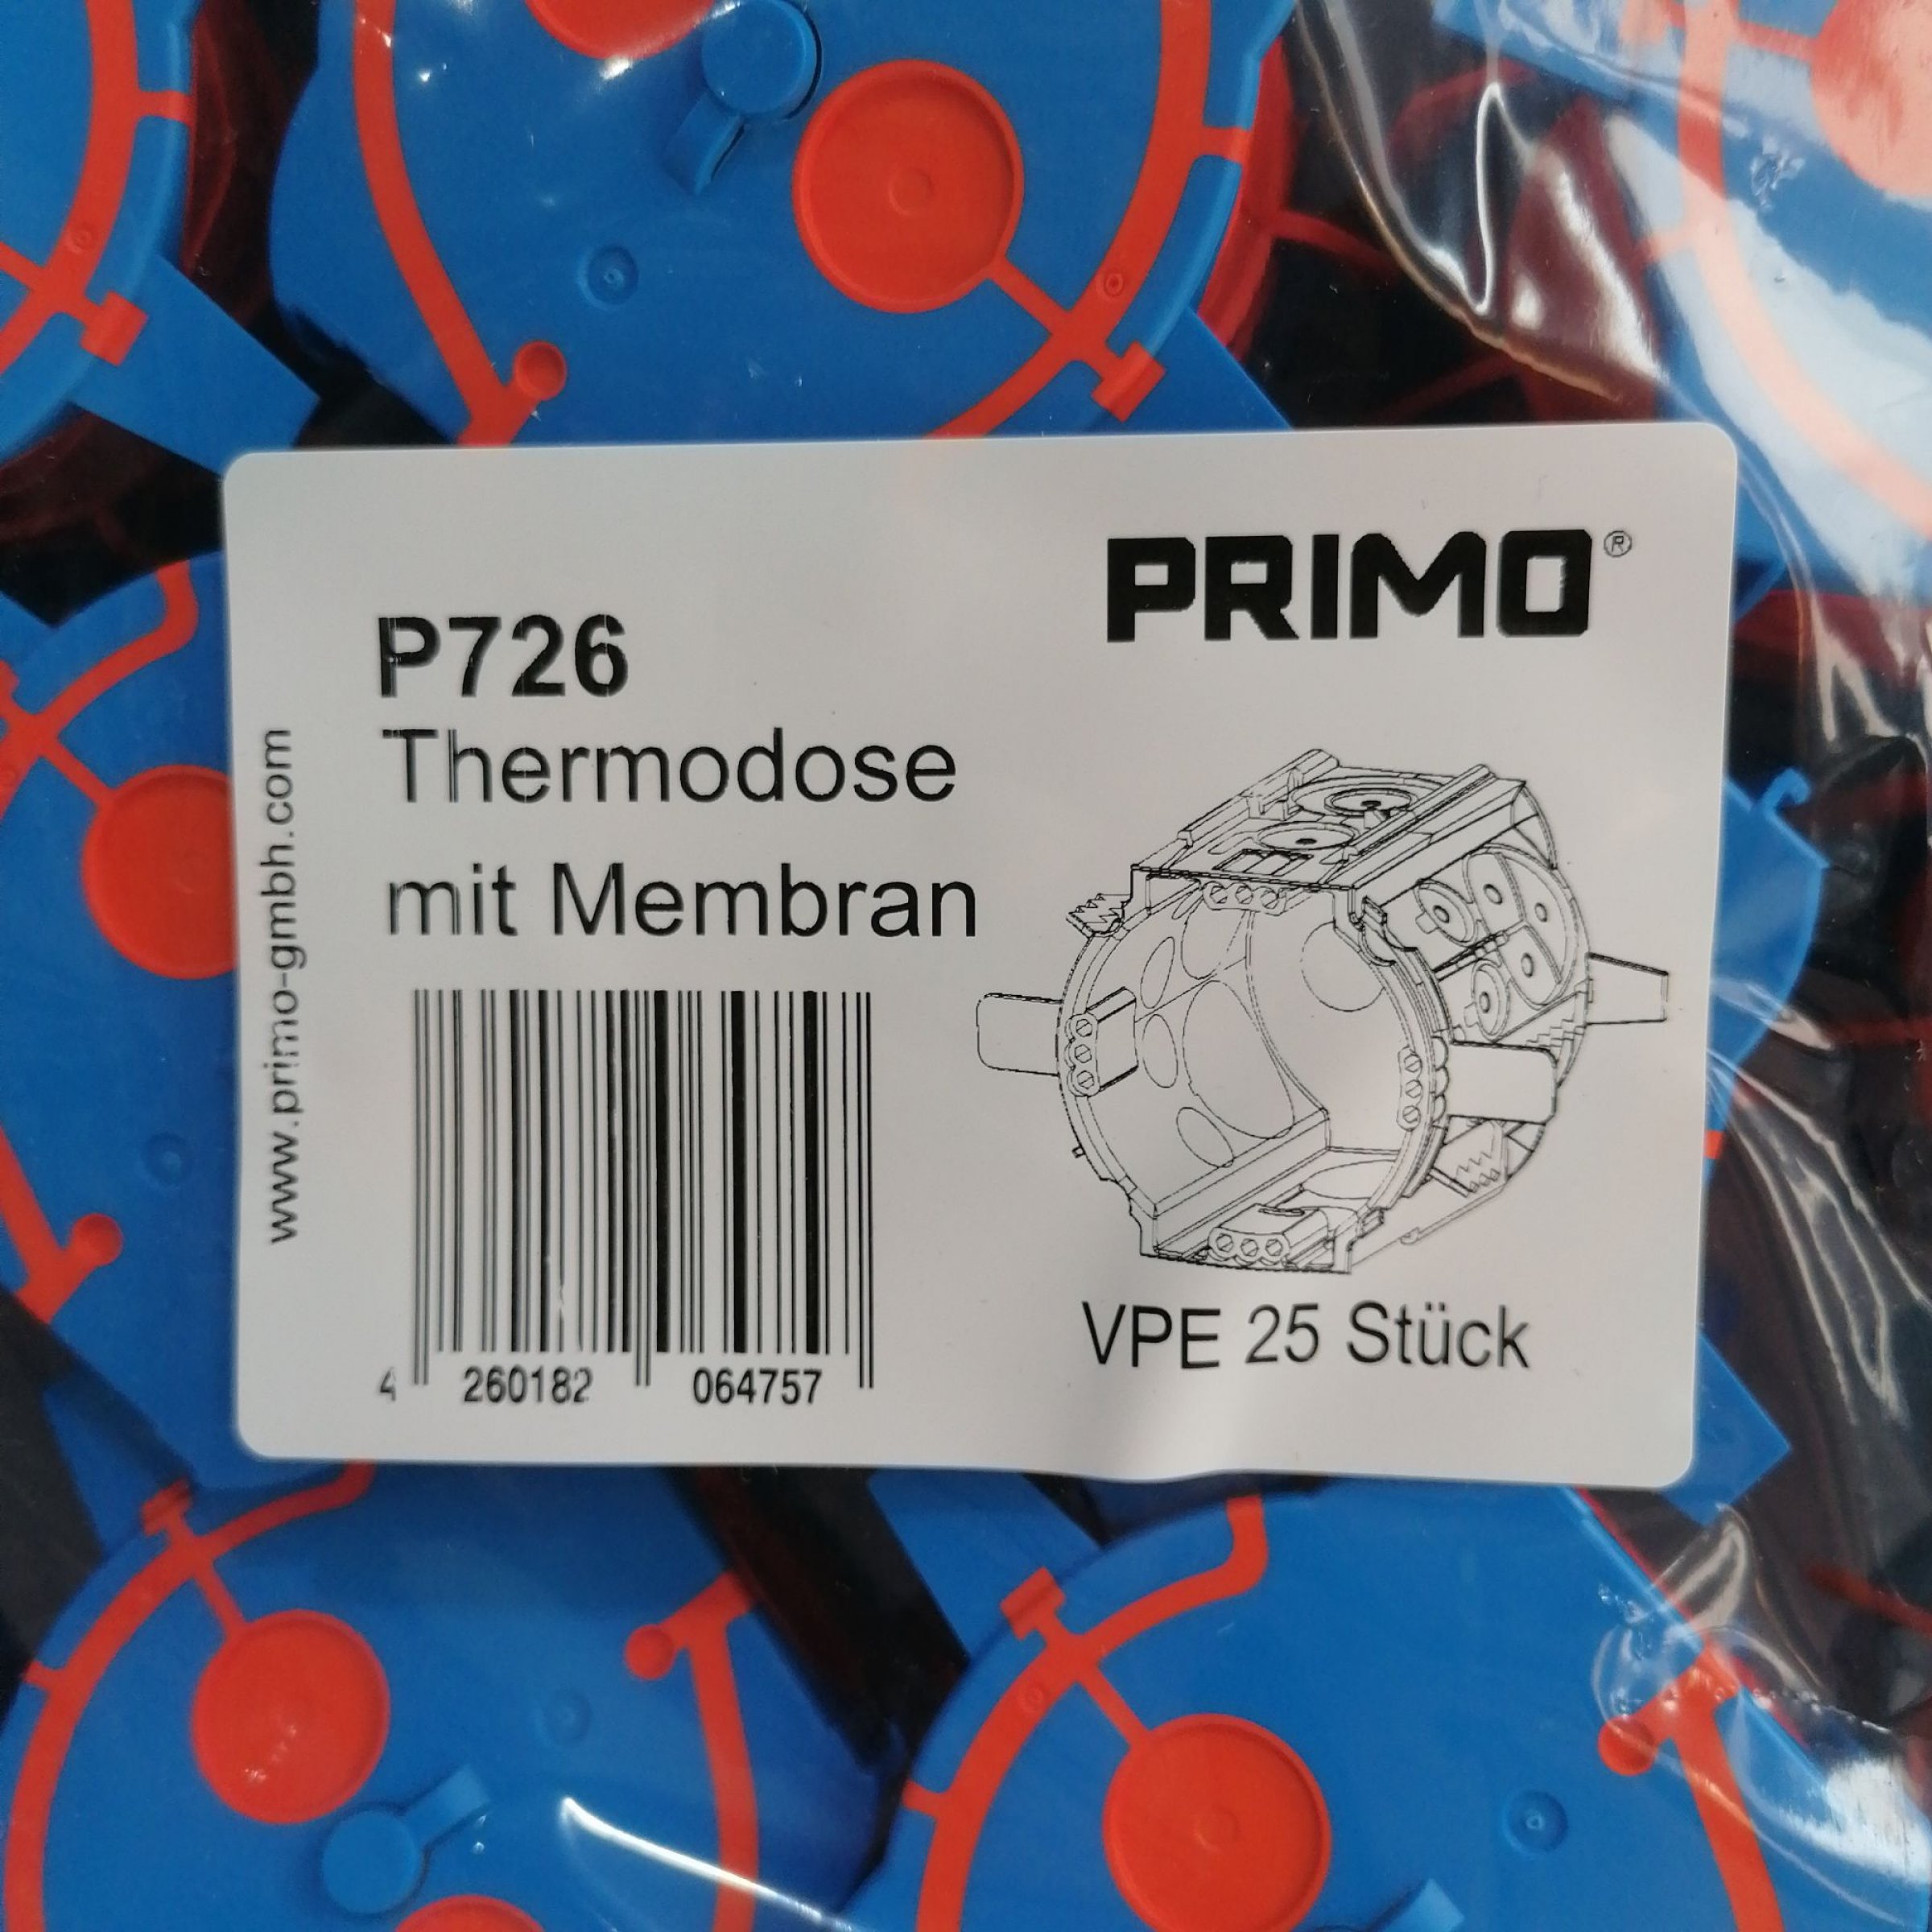 PRIMO®
P726
Thermodose
mit Membran
www.primo-gmbh.com
4 260182 064757
VPE 25 Stück